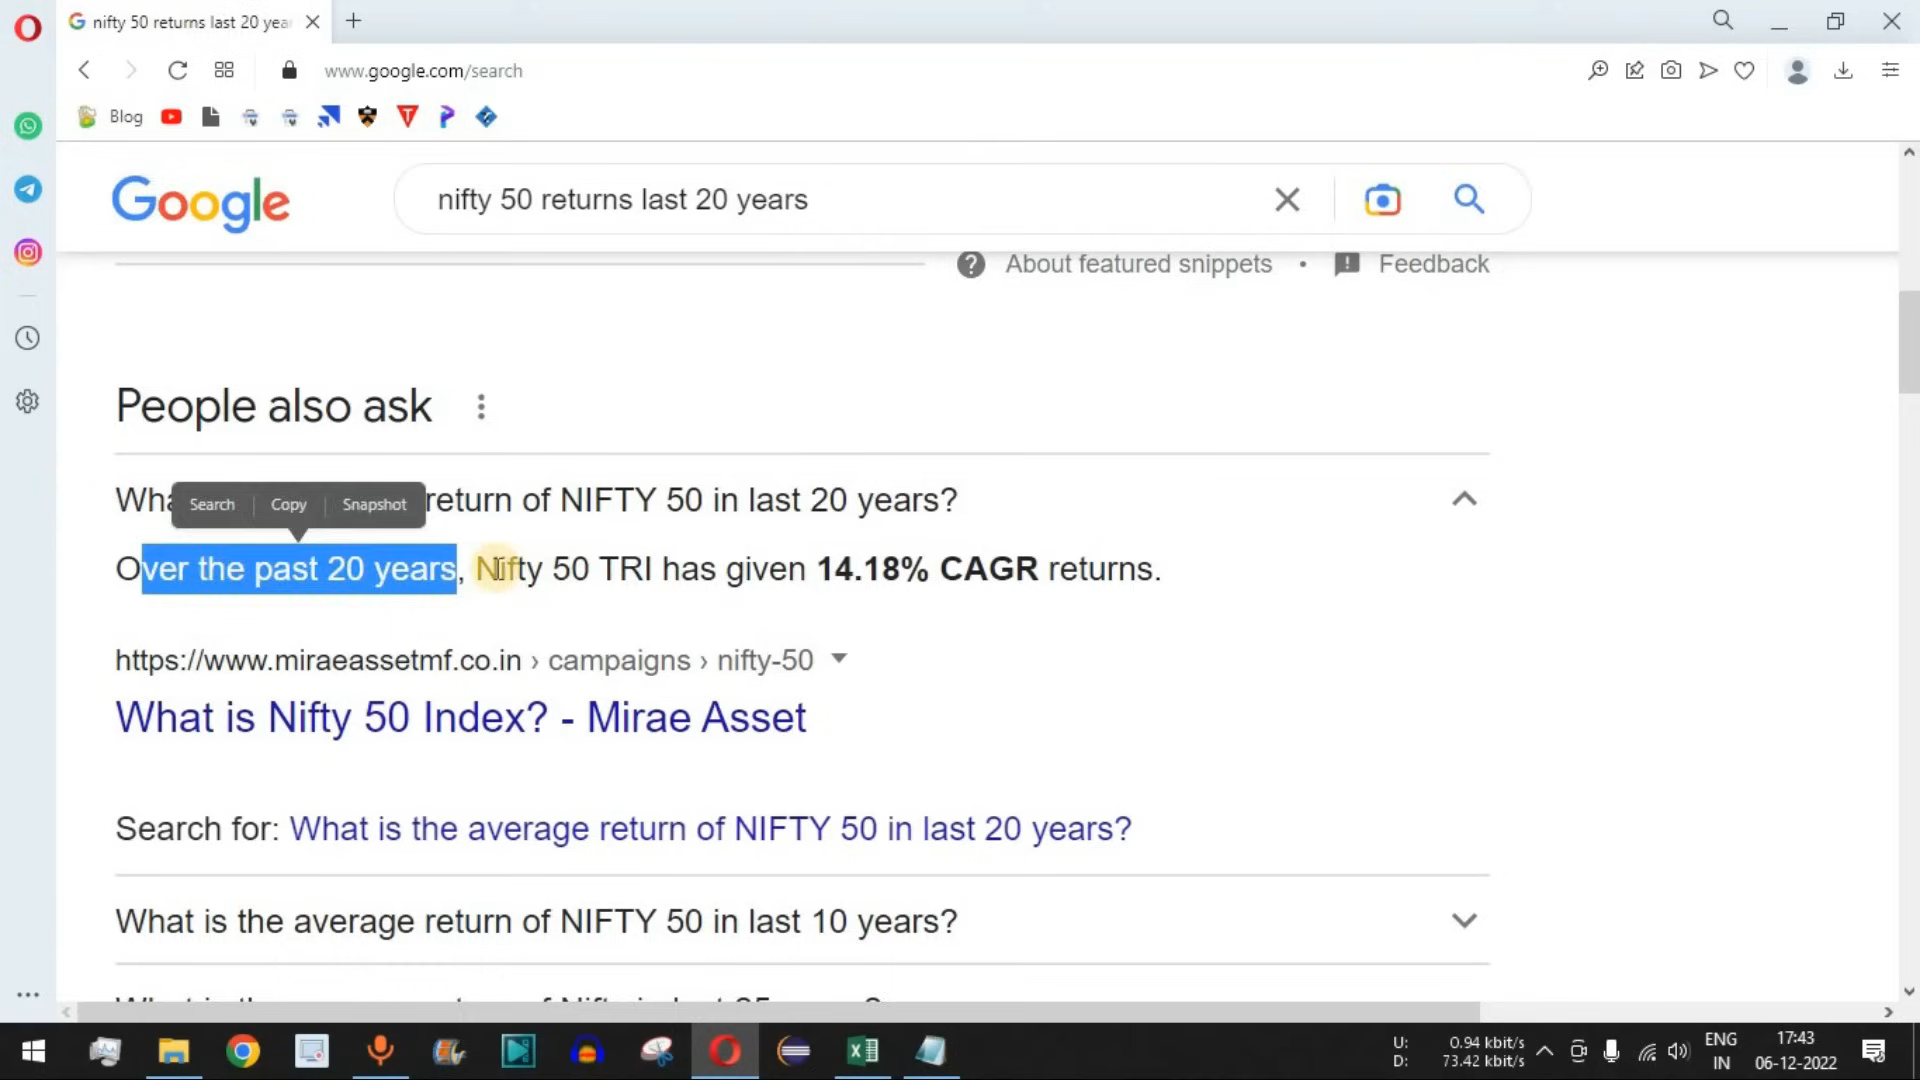 nifty 50 returns last 20 yea
www.google.com/search
Blog
Google
nifty 50 returns last 20 years
About featured snippets • Feedback
People also ask
Search Copy Snapshot
return of NIFTY 50 in last 20 years?
Over the past 20 years, Nifty 50 TRI has given 14.18% CAGR returns.
https://www.miraeassetmf.co.in › campaigns › nifty-50
What is Nifty 50 Index? - Mirae Asset
Search for: What is the average return of NIFTY 50 in last 20 years?
What is the average return of NIFTY 50 in last 10 years?
U: 0.94 kbit/s
D: 73.42 kbit/s
ENG
IN
17:43
06-12-2022